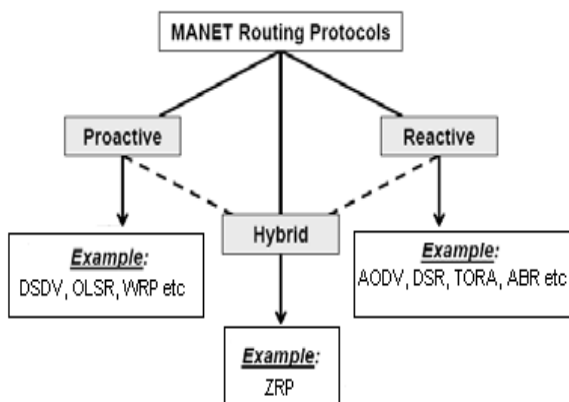 MANET Routing Protocols
Proactive
Reactive
Hybrid
Example:
DSDV, OLSR, WRP etc
Example:
AODV, DSR, TORA, ABR etc
Example:
ZRP